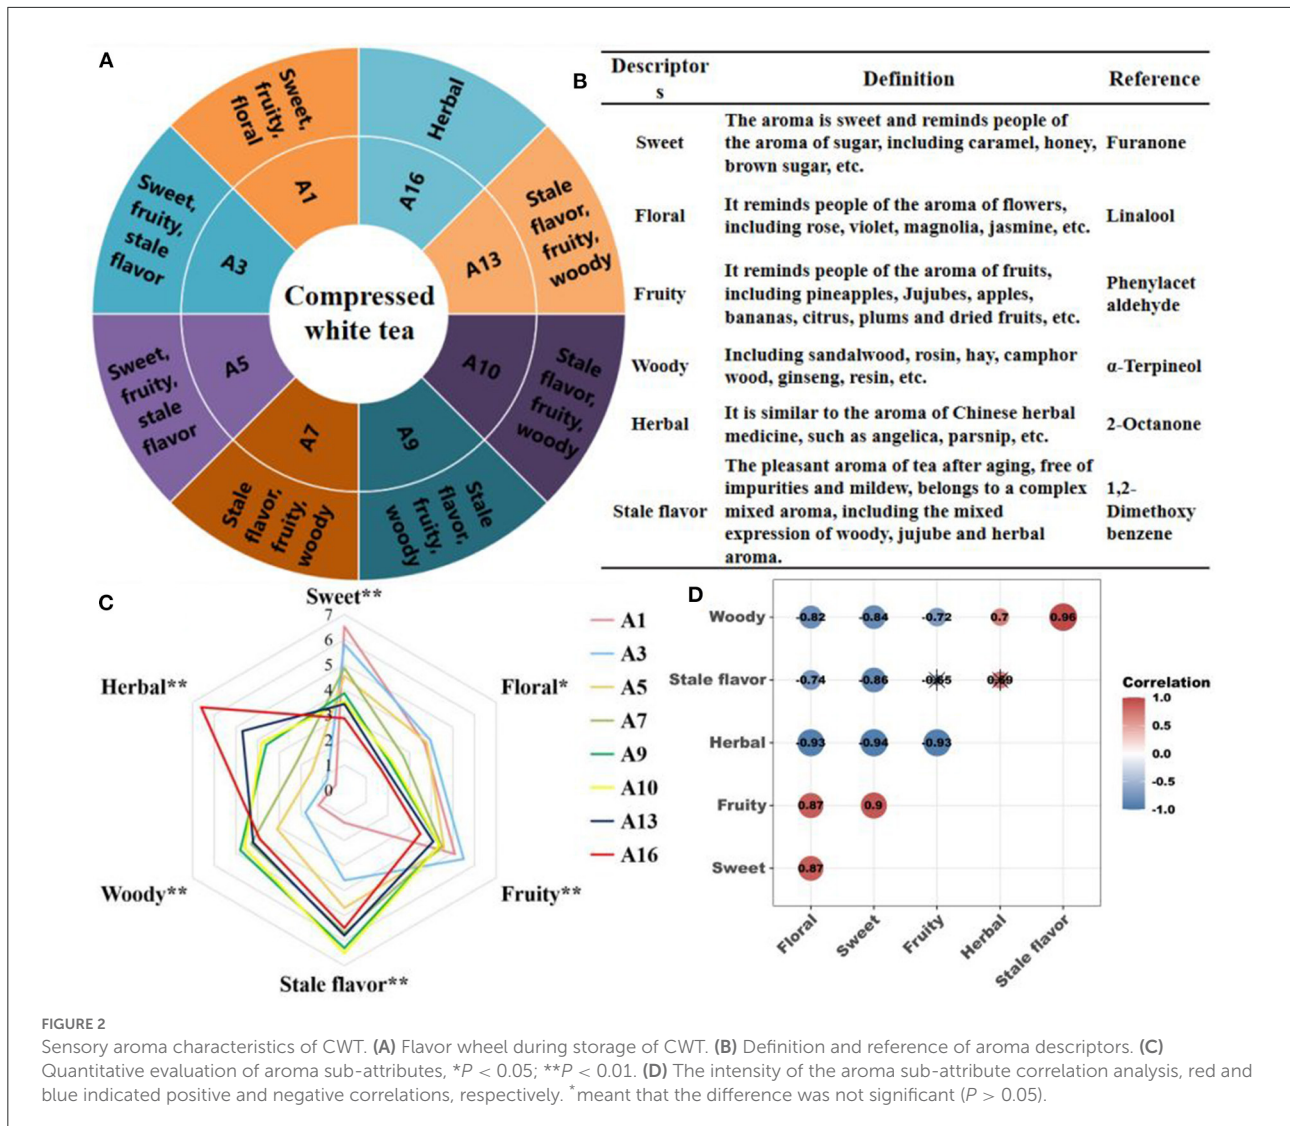 A
Sweet,
fruity,
floral
A1
Herbal
A16
Stale
flavor,
fruity,
woody
A13
Stale
flavor,
fruity,
woody
A10
Stale
flavor,
fruity,
woody
A9
Stale
flavor,
fruity,
woody
A7
Sweet,
fruity,
stale
flavor
A5
Sweet,
fruity,
stale
flavor
A3
Compressed
white tea
B
Descriptor
s
Definition
Reference
Sweet
The aroma is sweet and reminds people of
the aroma of sugar, including caramel, honey,
brown sugar, etc.
Furanone
Floral
It reminds people of the aroma of flowers,
including rose, violet, magnolia, jasmine, etc.
Linalool
Fruity
It reminds people of the aroma of fruits,
including pineapples, Jujubes, apples,
bananas, citrus, plums and dried fruits, etc.
Phenylacet
aldehyde
Woody
Including sandalwood, rosin, hay, camphor
wood, ginseng, resin, etc.
α-Terpineol
Herbal
It is similar to the aroma of Chinese herbal
medicine, such as angelica, parsnip, etc.
2-Octanone
Stale flavor
The pleasant aroma of tea after aging, free of
impurities and mildew, belongs to a complex
mixed aroma, including the mixed
expression of woody, jujube and herbal
aroma.
1,2-
Dimethoxy
benzene
C
Sweet**
7
6
5
4
3
2
1
0
Floral*
Fruity**
Stale flavor**
Woody**
Herbal**
A1
A3
A5
A7
A9
A10
A13
A16
D
Woody
-0.82
-0.84
-0.72
0.7
0.96
Stale flavor
-0.74
-0.86
-0.65
0.69
Herbal
-0.93
-0.94
-0.93
Fruity
0.87
0.9
Sweet
0.87
Floral
Sweet
Fruity
Herbal
Stale flavor
Correlation
1.0
0.5
0.0
-0.5
-1.0
FIGURE 2
Sensory aroma characteristics of CWT. (A) Flavor wheel during storage of CWT. (B) Definition and reference of aroma descriptors. (C)
Quantitative evaluation of aroma sub-attributes, *P < 0.05; **P < 0.01. (D) The intensity of the aroma sub-attribute correlation analysis, red and
blue indicated positive and negative correlations, respectively. *meant that the difference was not significant (P > 0.05).